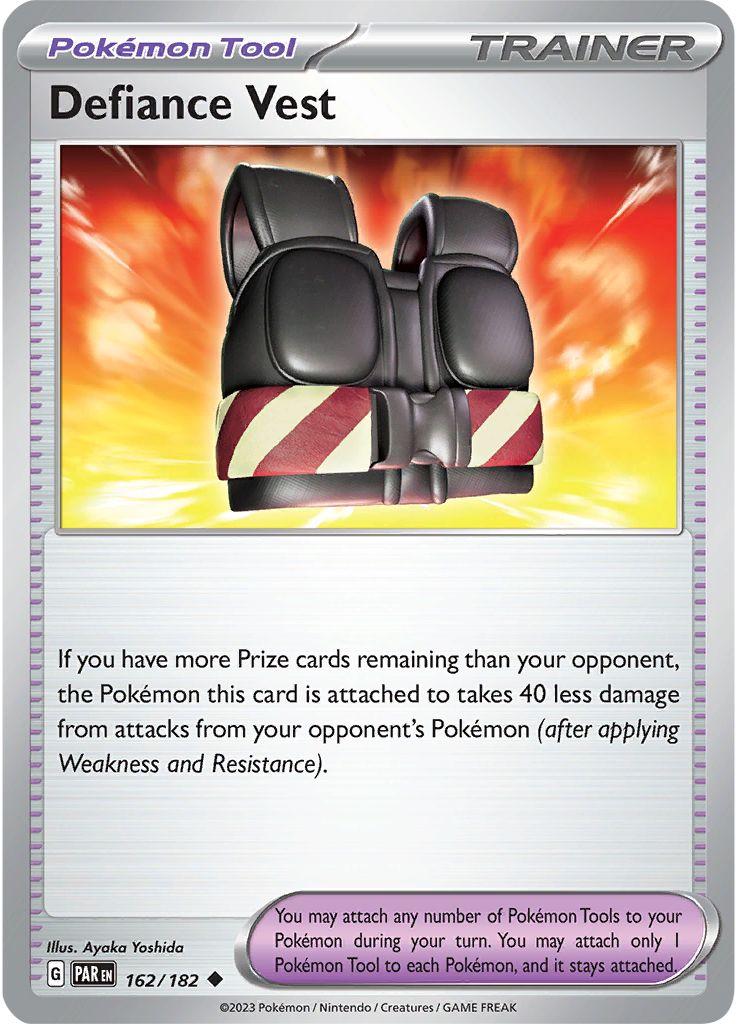 Pokémon Tool
TRAINER
Defiance Vest
If you have more Prize cards remaining than your opponent,
the Pokémon this card is attached to takes 40 less damage
from attacks from your opponent's Pokémon (after applying
Weakness and Resistance).
You may attach any number of Pokémon Tools to your
Pokémon during your turn. You may attach only 1
Pokémon Tool to each Pokémon, and it stays attached.
Illus. Ayaka Yoshida
G PAR EN 162/182
©2023 Pokémon / Nintendo / Creatures / GAME FREAK